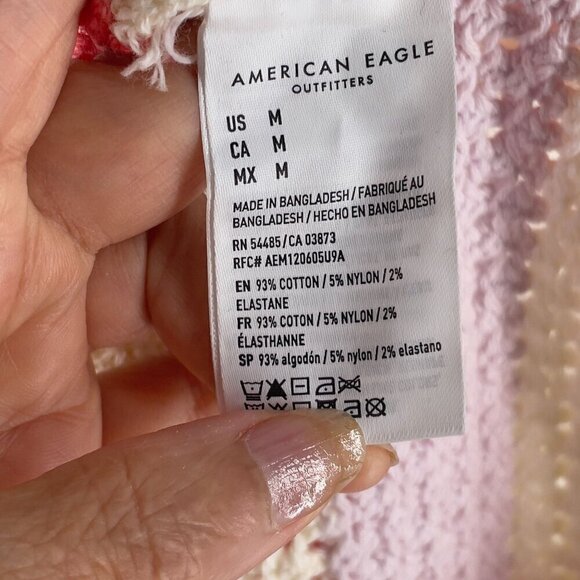 AMERICAN EAGLE
OUTFITTERS
US M
CA M
MX M
MADE IN BANGLADESH / FABRIQUÉ AU
BANGLADESH / HECHO EN BANGLADESH
RN 54485 / CA 03873
RFC# AEM120605U9A
EN 93% COTTON / 5% NYLON / 2%
ELASTANE
FR 93% COTON / 5% NYLON / 2%
ÉLASTHANNE
SP 93% algodón / 5% nylon / 2% elastano